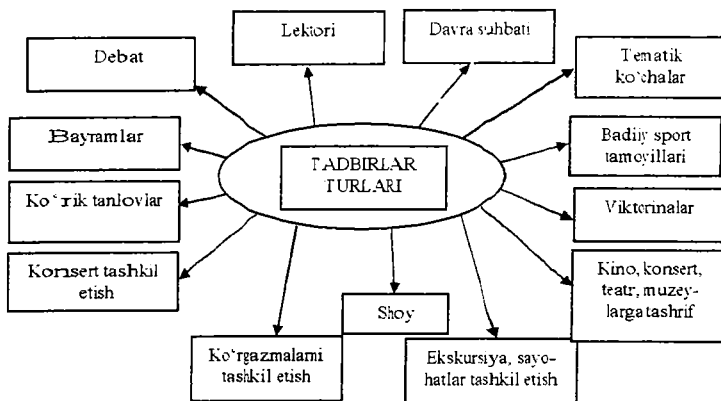 Lektori
Davra suhbati
Debat
Tematik
ko‘chalar
Bayramlar
TADBIRLAR
TURLARI
Badiiy sport
tamoyillari
Ko‘rik tanlovlar
Viktorinalar
Konsert tashkil
etish
Kino, konsert,
teatr, muzey-
larga tashrif
Shoy
Ko‘rgazmalarni
tashkil etish
Ekskursiya, sayo-
hatlar tashkil etish